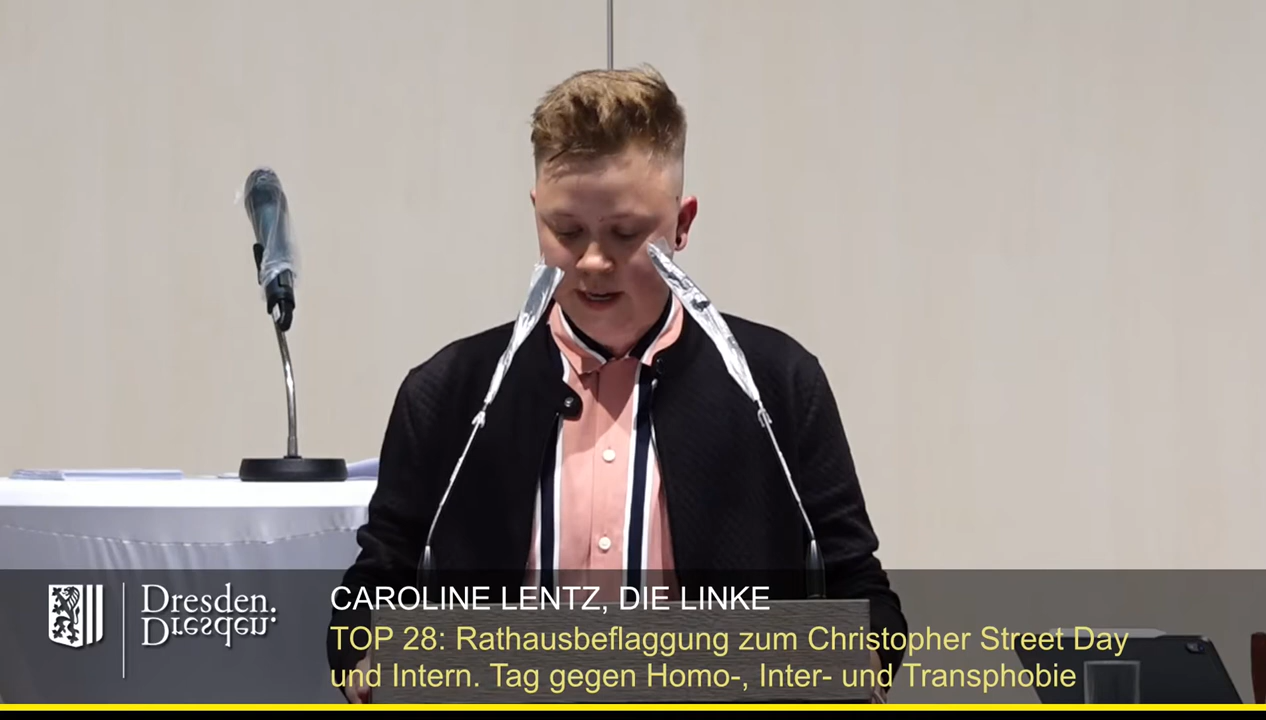 Dresden.
Dresden.
CAROLINE LENTZ, DIE LINKE
TOP 28: Rathausbeflaggung zum Christopher Street Day
und Intern. Tag gegen Homo-, Inter- und Transphobie